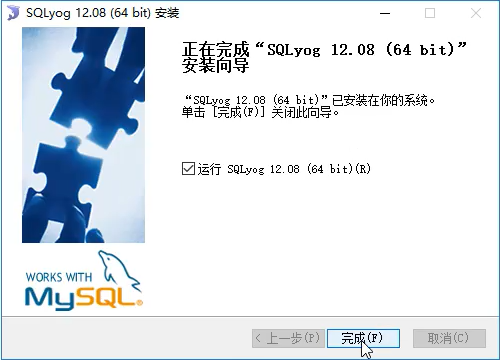 SQLyog 12.08 (64 bit) 安装
正在完成“SQLyog 12.08 (64 bit)”
安装向导
“SQLyog 12.08 (64 bit)”已安装在你的系统。
单击 [完成(F)] 关闭此向导。
运行 SQLyog 12.08 (64 bit)(R)
WORKS WITH
MySQL®
< 上一步(P) 完成(F) 取消(C)